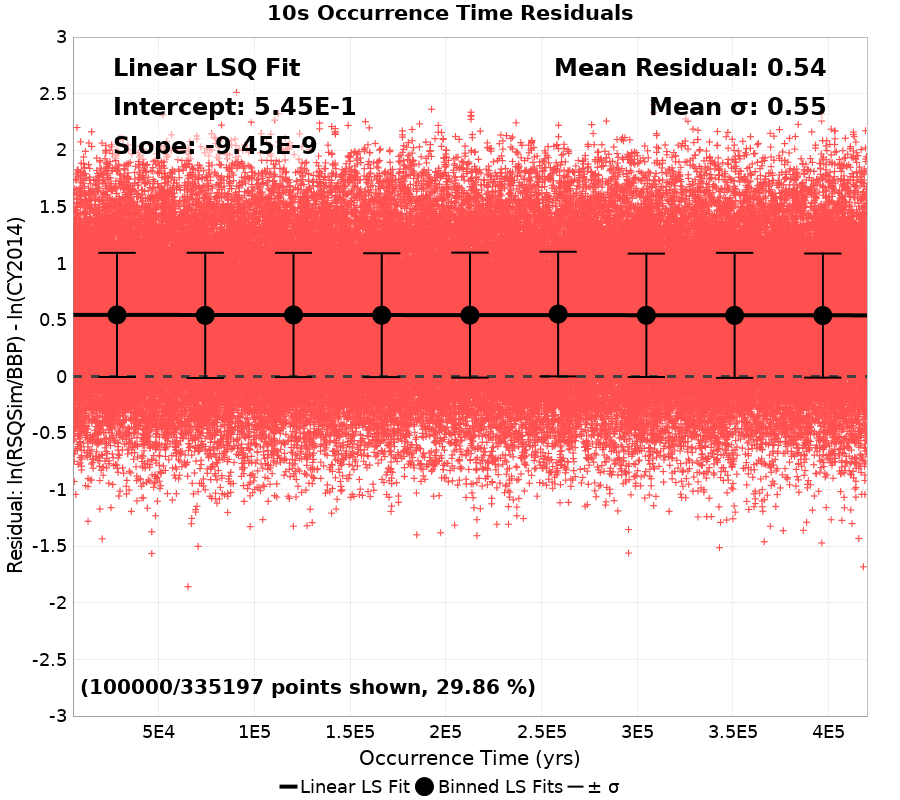 10s Occurrence Time Residuals
Linear LSQ Fit
Mean Residual: 0.54
Intercept: 5.45E-1
Mean σ: 0.55
Slope: -9.45E-9
Residual: ln(RSQSim/BBP) - ln(CY2014)
3
2.5
2
1.5
1
0.5
0
-0.5
-1
-1.5
-2
-2.5
-3
(100000/335197 points shown, 29.86 %)
5E4 1E5 1.5E5 2E5 2.5E5 3E5 3.5E5 4E5
Occurrence Time (yrs)
Linear LS Fit Binned LS Fits ± σ